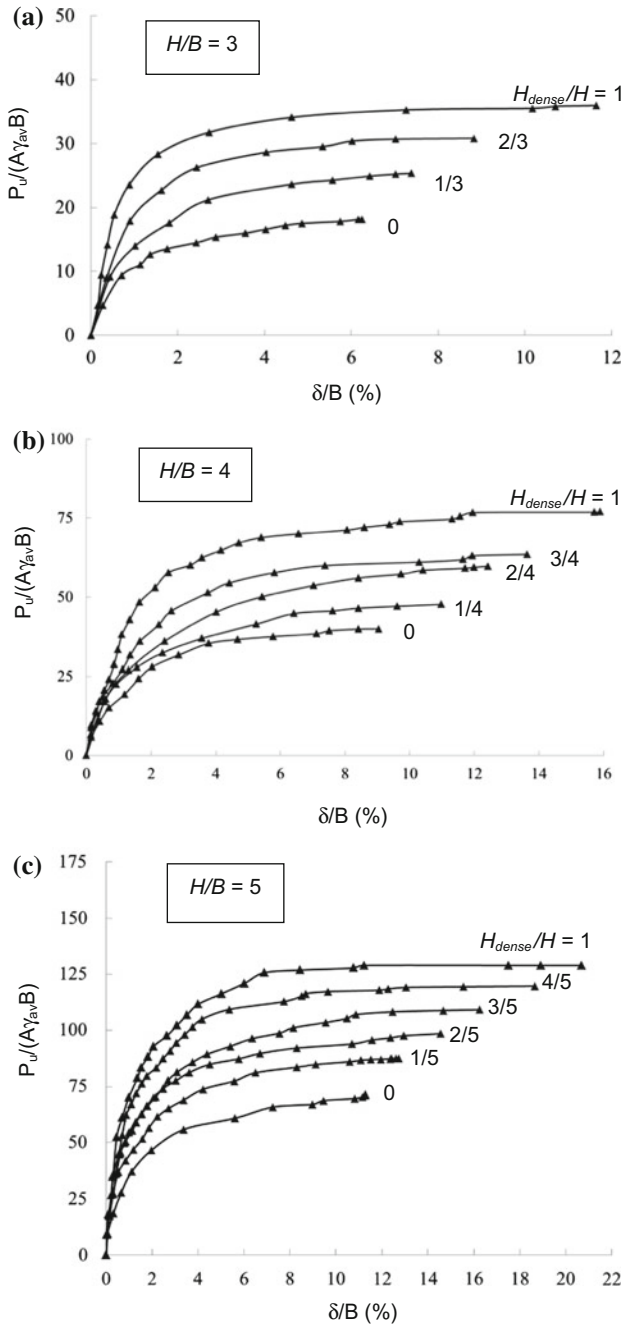 (a)
H/B = 3
50
40
30
20
10
0
P_u/(Aγ_avB)
H_dense/H = 1
2/3
1/3
0
0 2 4 6 8 10 12
δ/B (%)
(b)
H/B = 4
100
75
50
25
0
P_u/(Aγ_avB)
H_dense/H = 1
3/4
2/4
1/4
0
0 2 4 6 8 10 12 14 16
δ/B (%)
(c)
H/B = 5
175
150
125
100
75
50
25
0
P_u/(Aγ_avB)
H_dense/H = 1
4/5
3/5
2/5
1/5
0
0 2 4 6 8 10 12 14 16 18 20 22
δ/B (%)